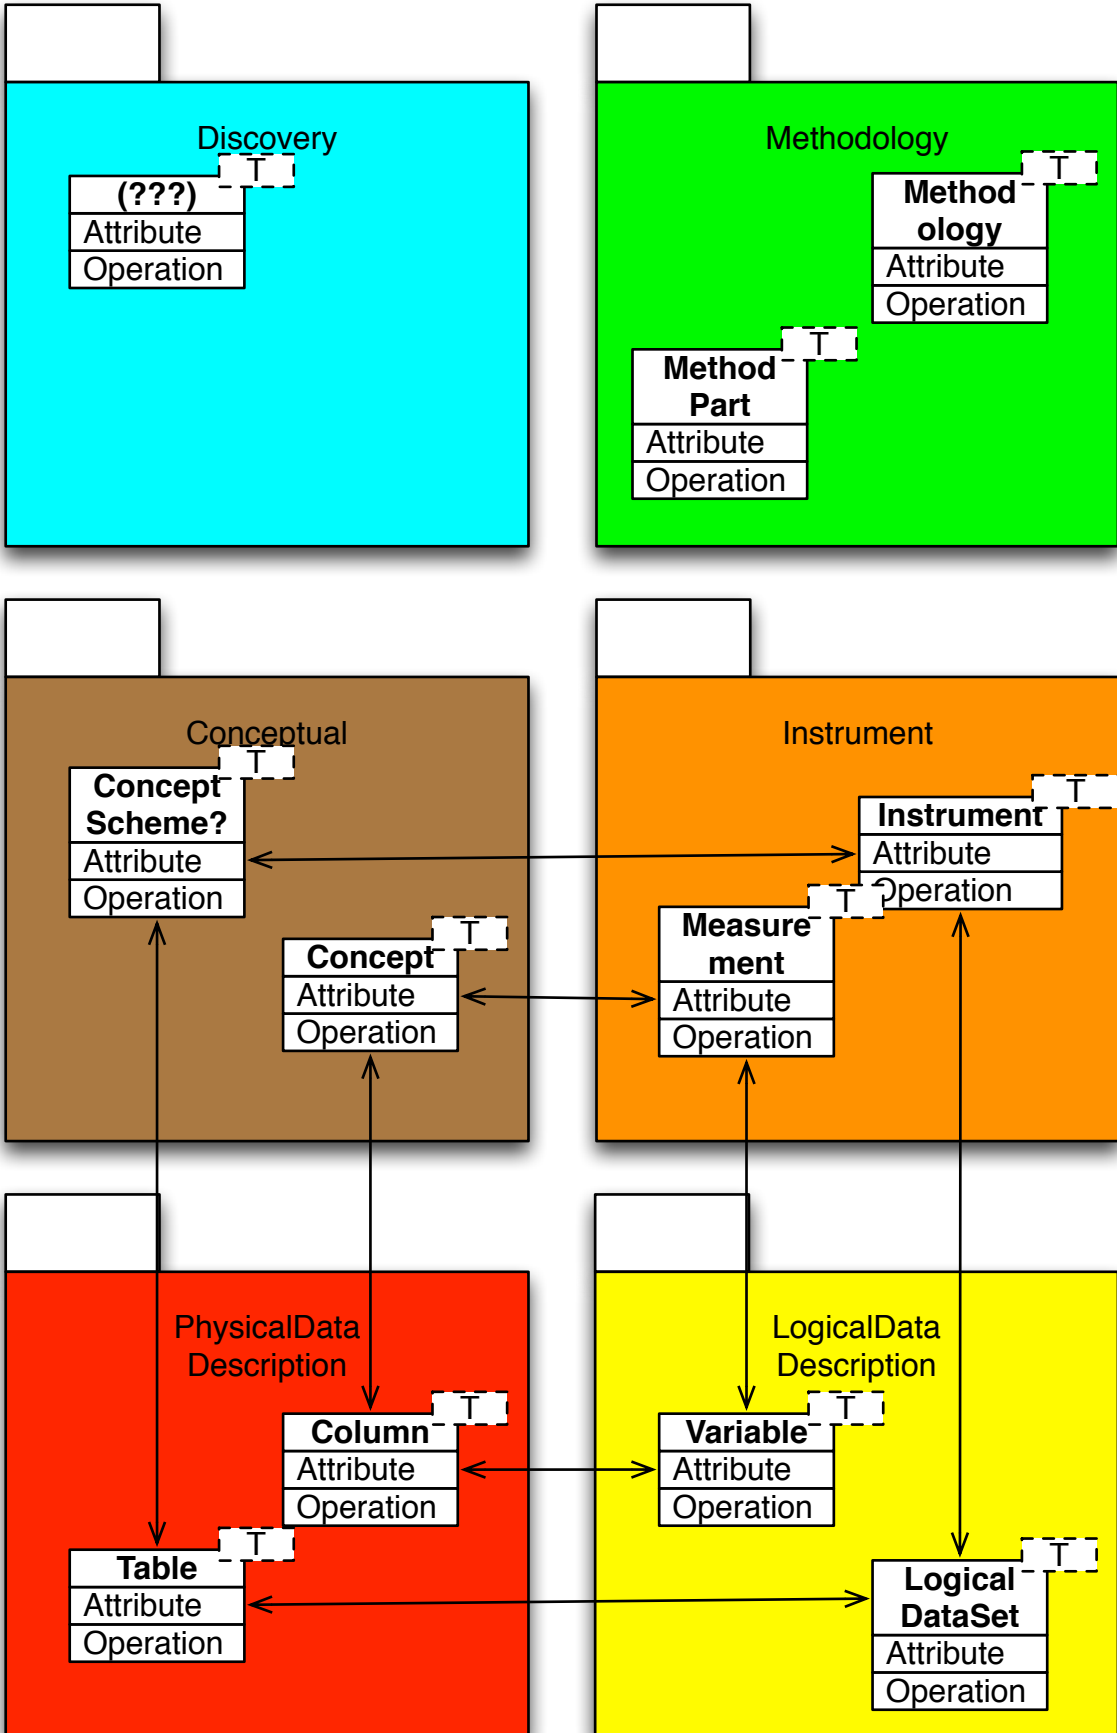 Discovery
T
(???)
Attribute
Operation
Methodology
T
Method
ology
Attribute
Operation
T
Method
Part
Attribute
Operation
Conceptual
T
Concept
Scheme?
Attribute
Operation
T
Concept
Attribute
Operation
Instrument
T
Instrument
Attribute
Operation
T
Measure
ment
Attribute
Operation
PhysicalData
Description
T
Column
Attribute
Operation
T
Table
Attribute
Operation
LogicalData
Description
T
Variable
Attribute
Operation
T
Logical
DataSet
Attribute
Operation